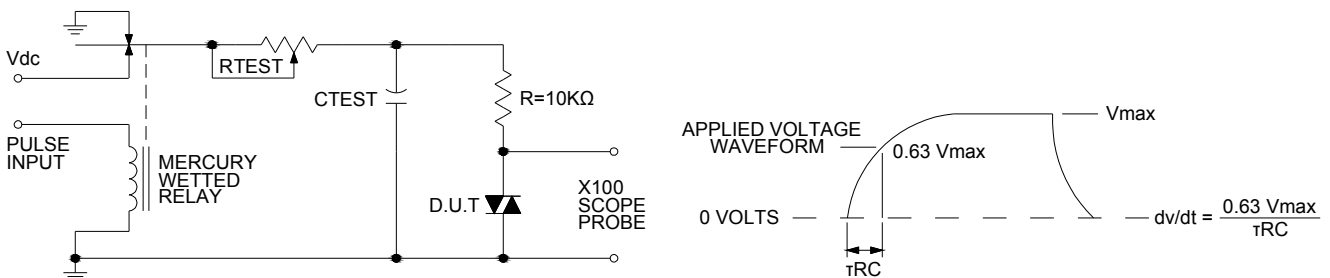 Vdc
RTEST
CTEST
R=10KΩ
PULSE
INPUT
MERCURY
WETTED
RELAY
D.U.T
X100
SCOPE
PROBE
APPLIED VOLTAGE
WAVEFORM
Vmax
0.63 Vmax
0 VOLTS
τRC
dv/dt = 0.63 Vmax
τRC